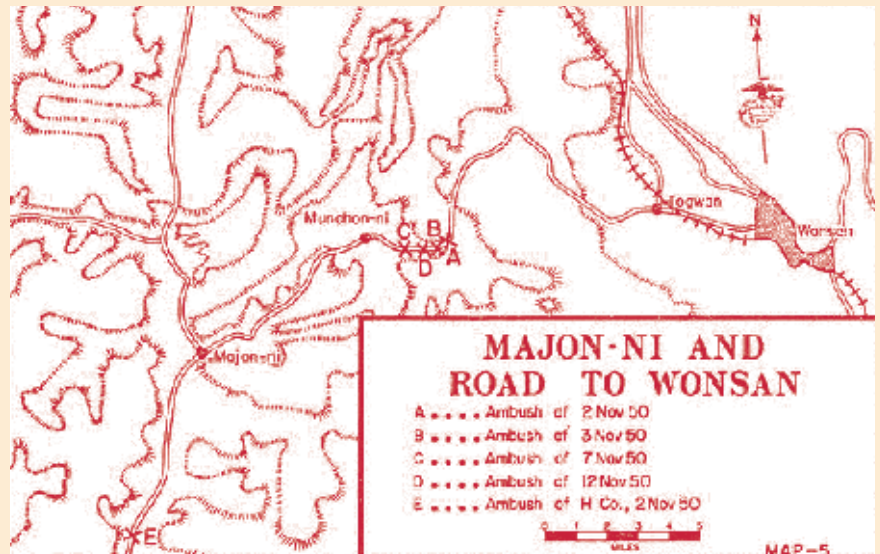 N
Togwon
Wonsan
Munchon-ni
C
B
D
A
Majon-ni
E
MAJON-NI AND
ROAD TO WONSAN
A .... Ambush of 2 Nov 50
B .... Ambush of 3 Nov 50
C .... Ambush of 7 Nov 50
D .... Ambush of 12 Nov 50
E .... Ambush of H Co., 2 Nov 50
0 1 2 3 4 5
MILES
MAP-5